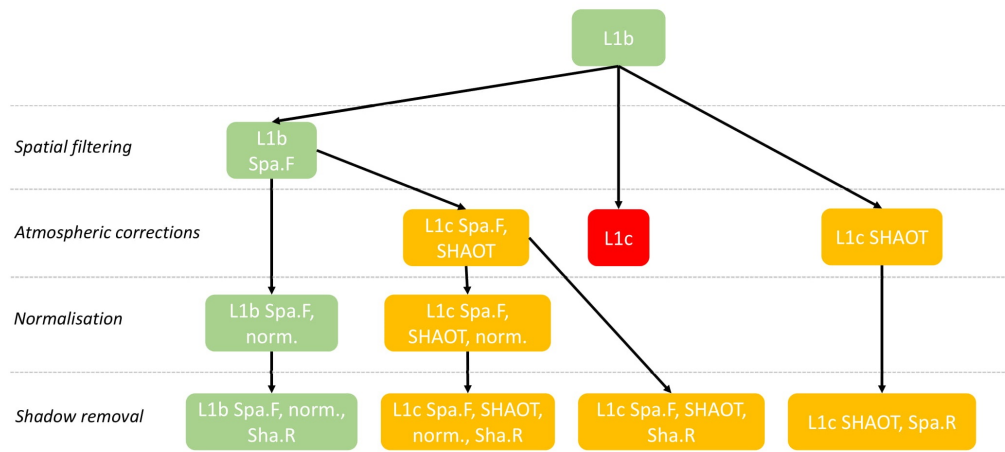 L1b
Spatial filtering
L1b
Spa.F
Atmospheric corrections
L1c Spa.F,
SHAOT
L1c
L1c SHAOT
Normalisation
L1b Spa.F,
norm.
L1c Spa.F,
SHAOT, norm.
Shadow removal
L1b Spa.F, norm.,
Sha.R
L1c Spa.F, SHAOT,
norm., Sha.R
L1c Spa.F, SHAOT,
Sha.R
L1c SHAOT, Spa.R